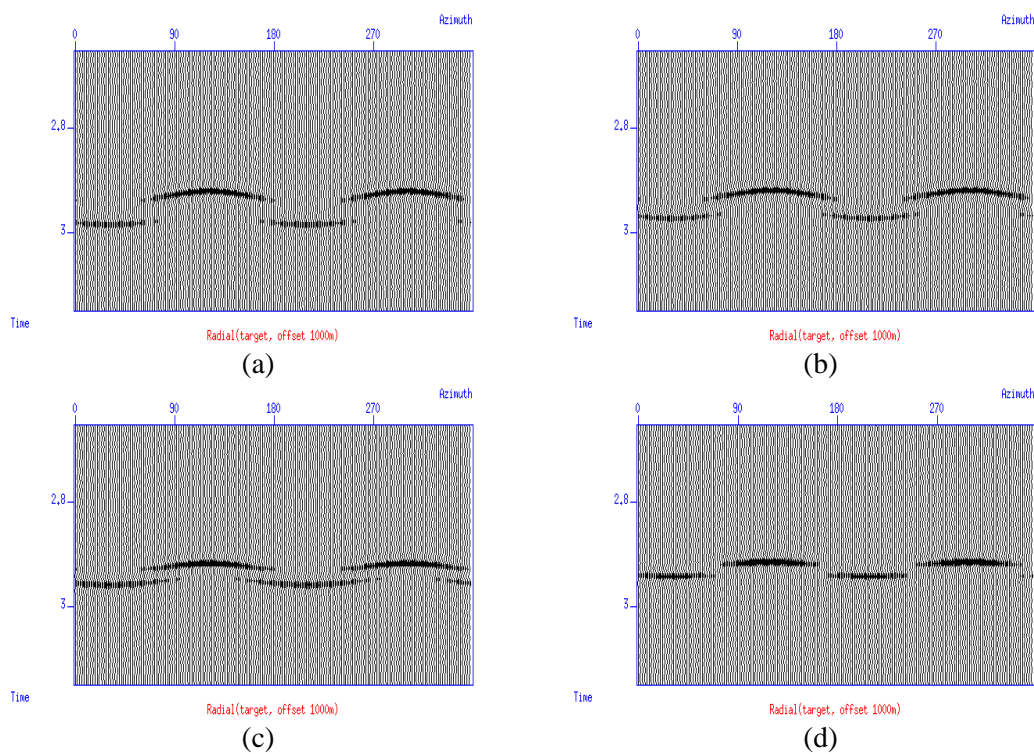 Azimuth Azimuth
0 90 180 270 0 90 180 270
2.8 2.8
3 3
Time Time
Radial(target, offset 1000m) Radial(target, offset 1000m)
(a) (b)
Azimuth Azimuth
0 90 180 270 0 90 180 270
2.8 2.8
3 3
Time Time
Radial(target, offset 1000m) Radial(target, offset 1000m)
(c) (d)